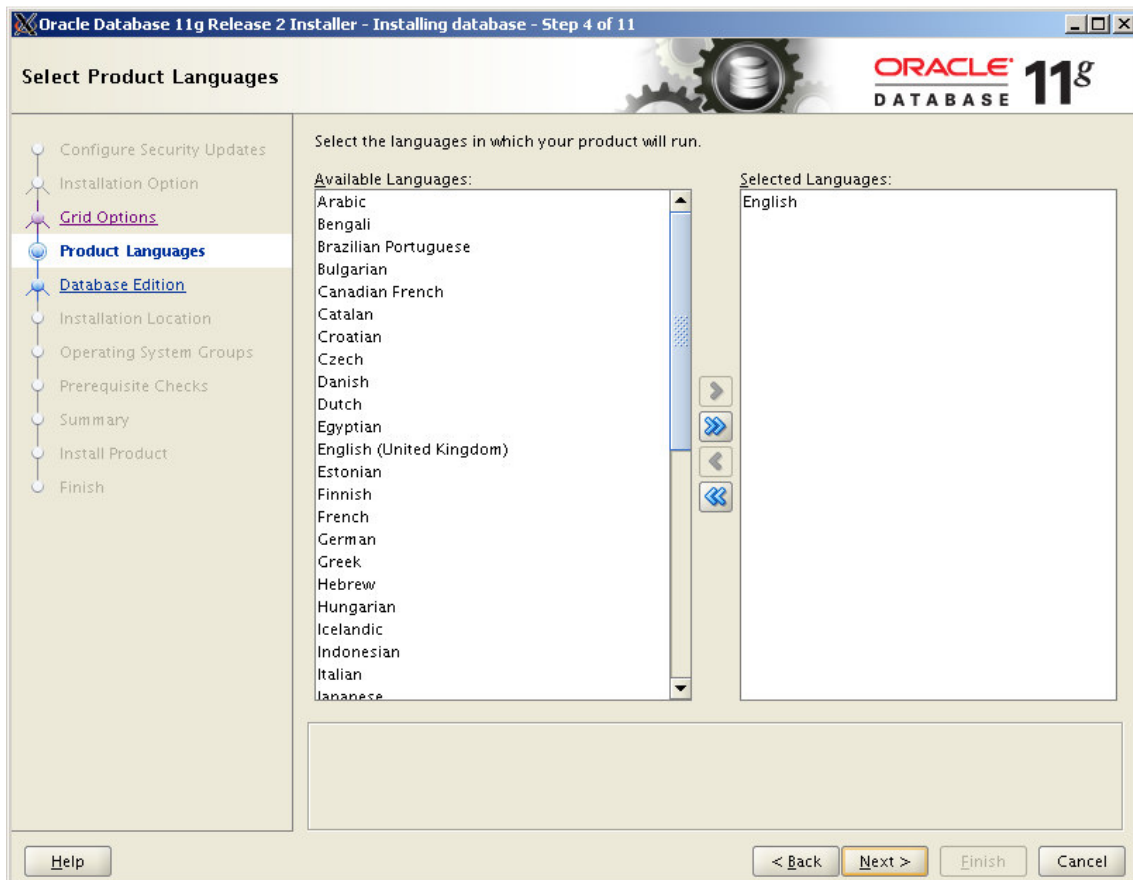 Oracle Database 11g Release 2 Installer - Installing database - Step 4 of 11
Select Product Languages
ORACLE
DATABASE
11g
Configure Security Updates
Installation Option
Grid Options
Product Languages
Database Edition
Installation Location
Operating System Groups
Prerequisite Checks
Summary
Install Product
Finish
Select the languages in which your product will run.
Available Languages:
Arabic
Bengali
Brazilian Portuguese
Bulgarian
Canadian French
Catalan
Croatian
Czech
Danish
Dutch
Egyptian
English (United Kingdom)
Estonian
Finnish
French
German
Greek
Hebrew
Hungarian
Icelandic
Indonesian
Italian
Japanese
Selected Languages:
English
Help
< Back
Next >
Finish
Cancel